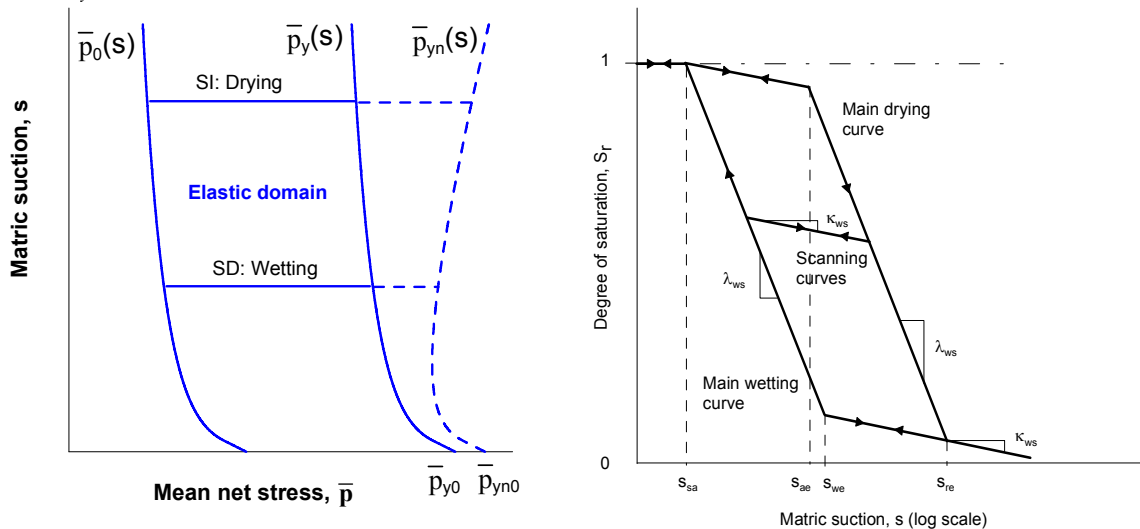 p̅₀(s)
p̅y(s)
p̅yn(s)
SI: Drying
Elastic domain
SD: Wetting
Matric suction, s
p̅y0
p̅yn0
Mean net stress, p̅
1
Main drying
curve
κws
Scanning
curves
λws
λws
Main wetting
curve
κws
0
ssa
sae
swe
sre
Degree of saturation, Sr
Matric suction, s (log scale)